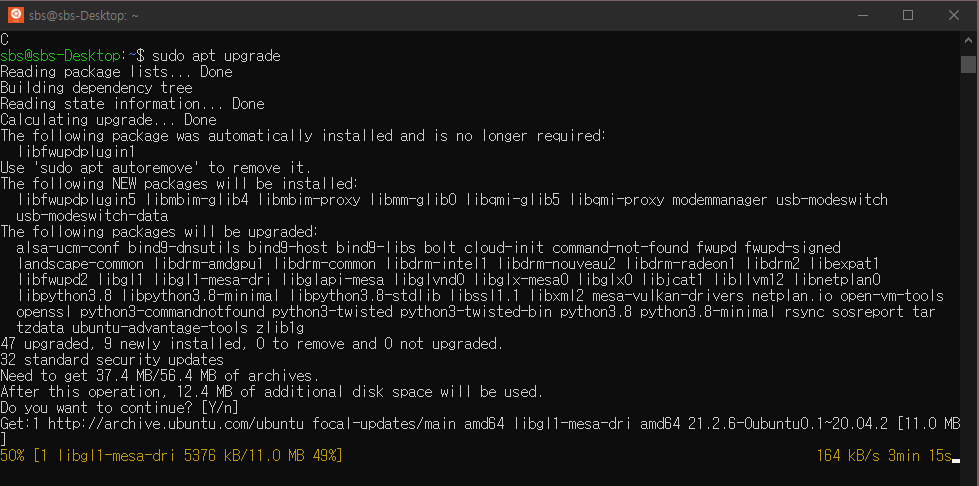 sbs@sbs-Desktop: ~
C
sbs@sbs-Desktop:~$ sudo apt upgrade
Reading package lists... Done
Building dependency tree
Reading state information... Done
Calculating upgrade... Done
The following package was automatically installed and is no longer required:
  libfwupdplugin1
Use 'sudo apt autoremove' to remove it.
The following NEW packages will be installed:
  libfwupdplugin5 libmbim-glib4 libmbim-proxy libmm-glib0 libqmi-glib5 libqmi-proxy modemmanager usb-modeswitch
  usb-modeswitch-data
The following packages will be upgraded:
  alsa-ucm-conf bind9-dnsutils bind9-host bind9-libs bolt cloud-init command-not-found fwupd fwupd-signed
  landscape-common libdrm-amdgpu1 libdrm-common libdrm-intel1 libdrm-nouveau2 libdrm-radeon1 libdrm2 libexpat1
  libfwupd2 libgl1 libgl1-mesa-dri libglapi-mesa libglvnd0 libglx-mesa0 libglx0 libjcat1 libllvm12 libnetplan0
  libpython3.8 libpython3.8-minimal libpython3.8-stdlib libssl1.1 libxml2 mesa-vulkan-drivers netplan.io open-vm-tools
  openssl python3-commandnotfound python3-twisted python3-twisted-bin python3.8 python3.8-minimal rsync sosreport tar
  tzdata ubuntu-advantage-tools zlib1g
47 upgraded, 9 newly installed, 0 to remove and 0 not upgraded.
32 standard security updates
Need to get 37.4 MB/56.4 MB of archives.
After this operation, 12.4 MB of additional disk space will be used.
Do you want to continue? [Y/n]
Get:1 http://archive.ubuntu.com/ubuntu focal-updates/main amd64 libgl1-mesa-dri amd64 21.2.6-0ubuntu0.1~20.04.2 [11.0 MB
]
50% [1 libgl1-mesa-dri 5376 kB/11.0 MB 49%] 164 kB/s 3min 15s